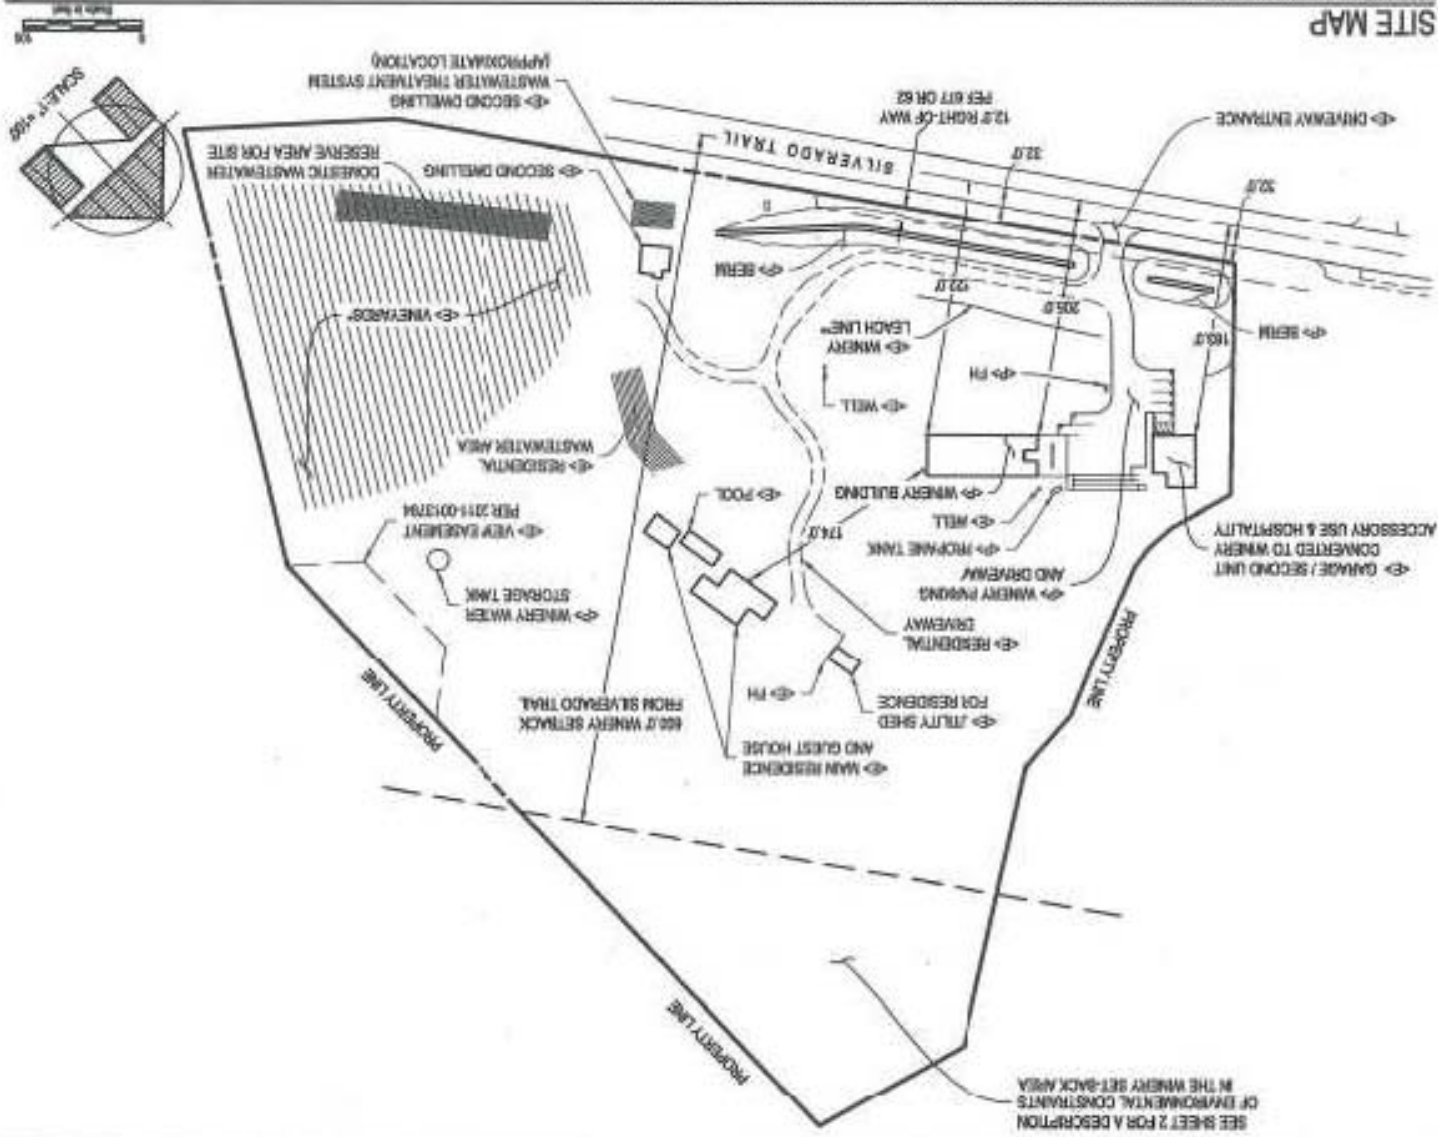 SITE MAP
SEE SHEET 2 FOR A DESCRIPTION
OF ENVIRONMENTAL CONSTRAINTS
IN THE WINERY SET-BACK AREA
PROPERTY LINE
<E> MAIN RESIDENCE
AND GUEST HOUSE
<E> UTILITY SHED
FOR RESIDENCE
<E> FH
600.0' WINERY SETBACK
FROM SILVERADO TRAIL
PROPERTY LINE
PROPERTY LINE
<E> RESIDENTIAL
DRIVEWAY
<P> WINERY WATER
STORAGE TANK
<E> VIEW EASEMENT
PER 2011-0013794
<E> GARAGE / SECOND UNIT
CONVERTED TO WINERY
ACCESSORY USE & HOSPITALITY
<P> WINERY PARKING
AND DRIVEWAY
<P> PROPANE TANK
<E> WELL
<P> WINERY BUILDING
174.0'
<E> POOL
<E> RESIDENTIAL
WASTEWATER AREA
<E> WELL
<P> FH
<E> WINERY
LEACH LINE**
<P> BERM
163.0'
205.0'
122.0'
<P> BERM
<E> VINEYARDS*
<E> SECOND DWELLING
DOMESTIC WASTEWATER
RESERVE AREA FOR SITE
32.0'
32.0'
SILVERADO TRAIL
<E> DRIVEWAY ENTRANCE
12.0' RIGHT-OF WAY
PER 617 OR 62
<E> SECOND DWELLING
WASTEWATER TREATMENT SYSTEM
(APPROXIMATE LOCATION)
SCALE: 1" = 100'
0
100